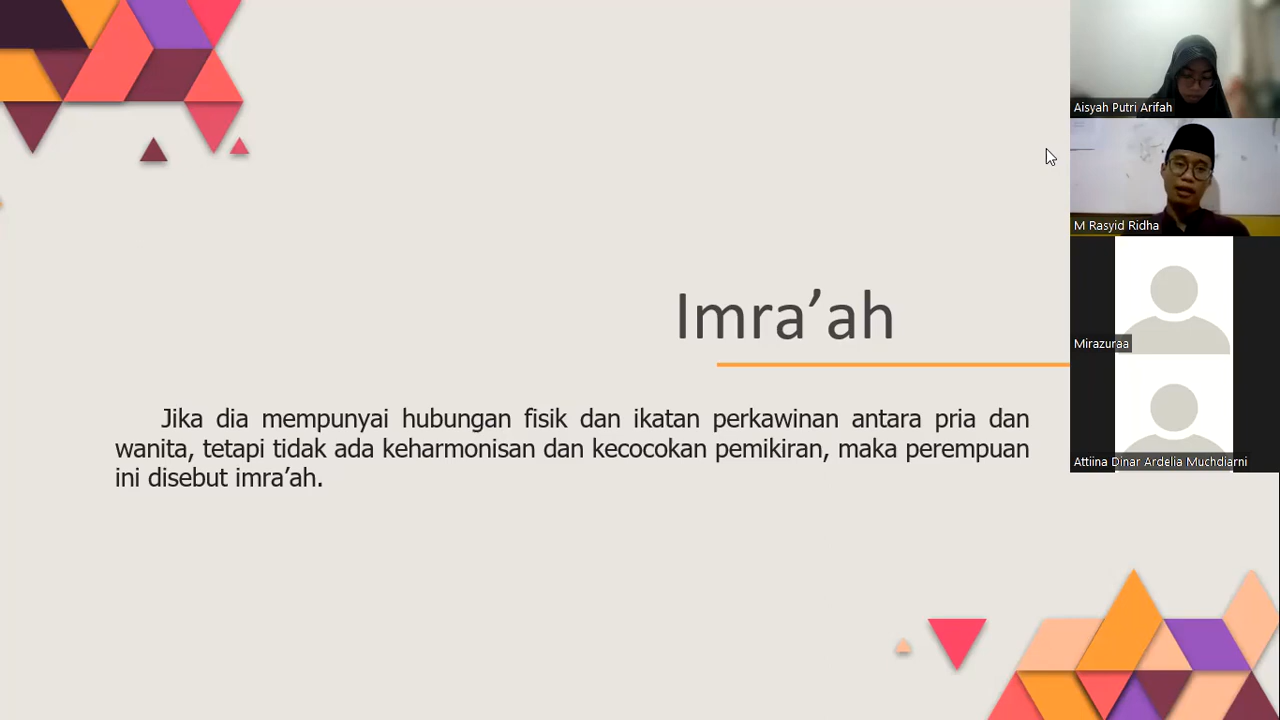 Imra’ah
Jika dia mempunyai hubungan fisik dan ikatan perkawinan antara pria dan
wanita, tetapi tidak ada keharmonisan dan kecocokan pemikiran, maka perempuan
ini disebut imra’ah.
Aisyah Putri Arifah
M Rasyid Ridha
Mirazuraa
Attiina Dinar Ardelia Muchdiarni